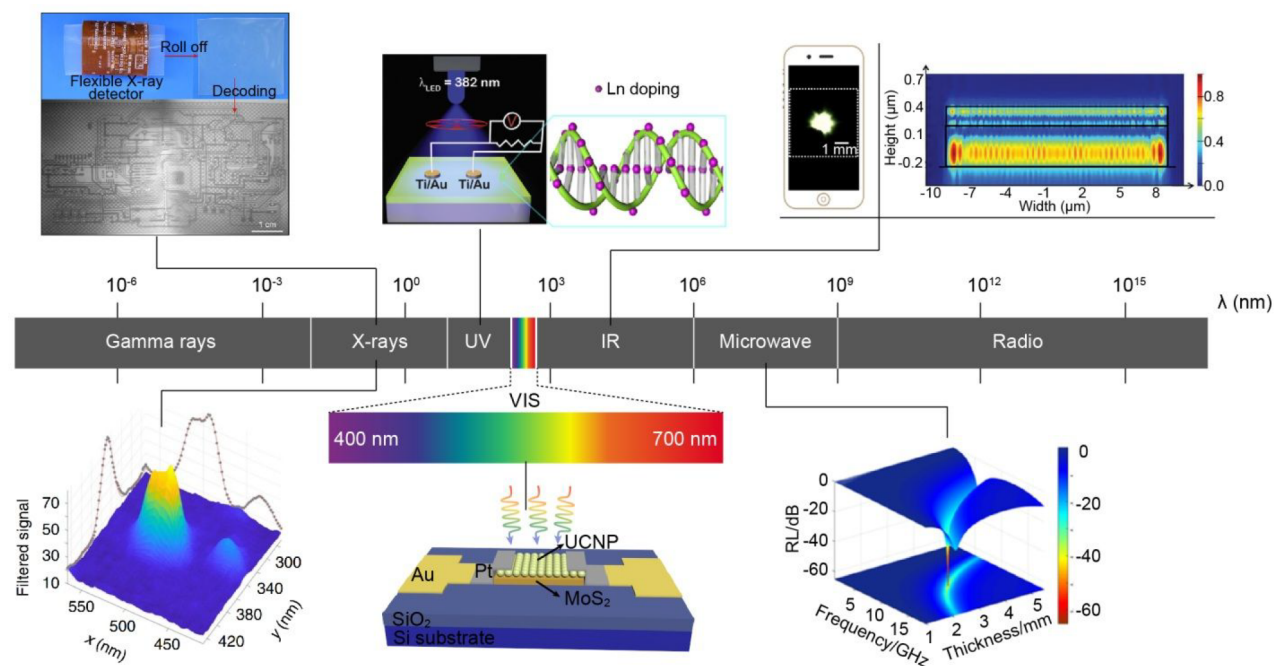 Roll off
Flexible X-ray
detector
Decoding
1 cm
λLED = 382 nm
V
Ti/Au Ti/Au
Ln doping
1 mm
Height (μm)
0.7
0.4
0.1
-0.2
-10 -7 -4 -1 2 5 8
Width (μm)
0.8
0.4
0.0
10⁻⁶ 10⁻³ 10⁰ 10³ 10⁶ 10⁹ 10¹² 10¹⁵
λ (nm)
Gamma rays X-rays UV IR Microwave Radio
VIS
400 nm 700 nm
Filtered signal
70
50
30
10
550 500 450
x (nm)
420 380 340 300
y (nm)
UCNP
Au Pt
MoS₂
SiO₂
Si substrate
RL/dB
0
-20
-40
-60
5 10 15
Frequency/GHz
1 2 3 4 5
Thickness/mm
0
-20
-40
-60